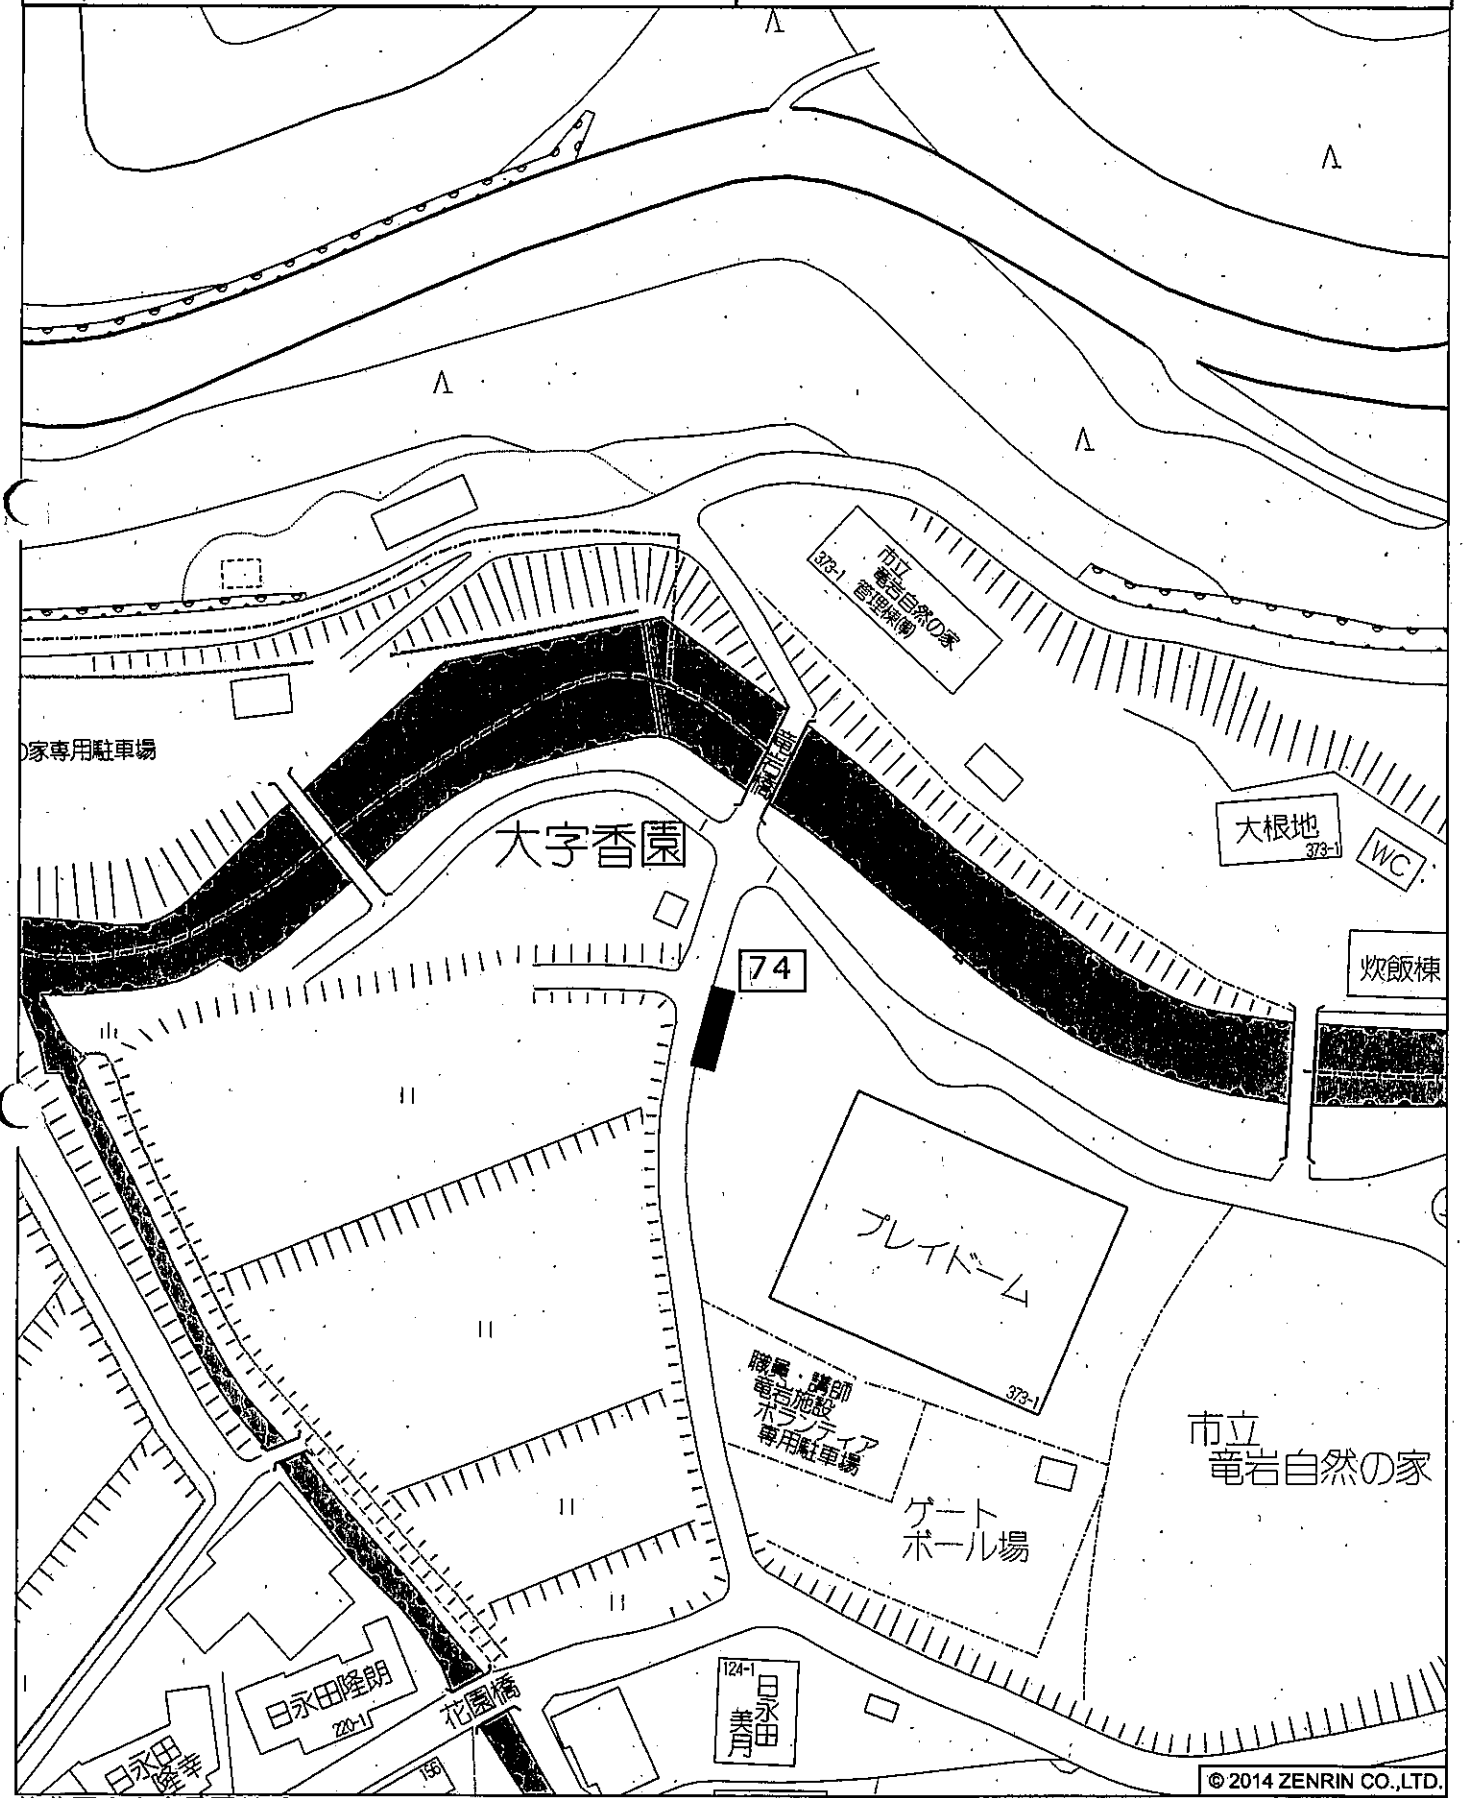 市立
竜岩自然の家
管理棟(事)
373-1
の家専用駐車場
大字香園
大根地
373-1
WC
炊飯棟
74
プレイドーム
373-1
職員・講師
竜岩施設
ボランティア
専用駐車場
ゲート
ボール場
市立
竜岩自然の家
日永田隆朗
220-1
花園橋
124-1
日永田
美月
日永田
隆幸
156
© 2014 ZENRIN CO.,LTD.